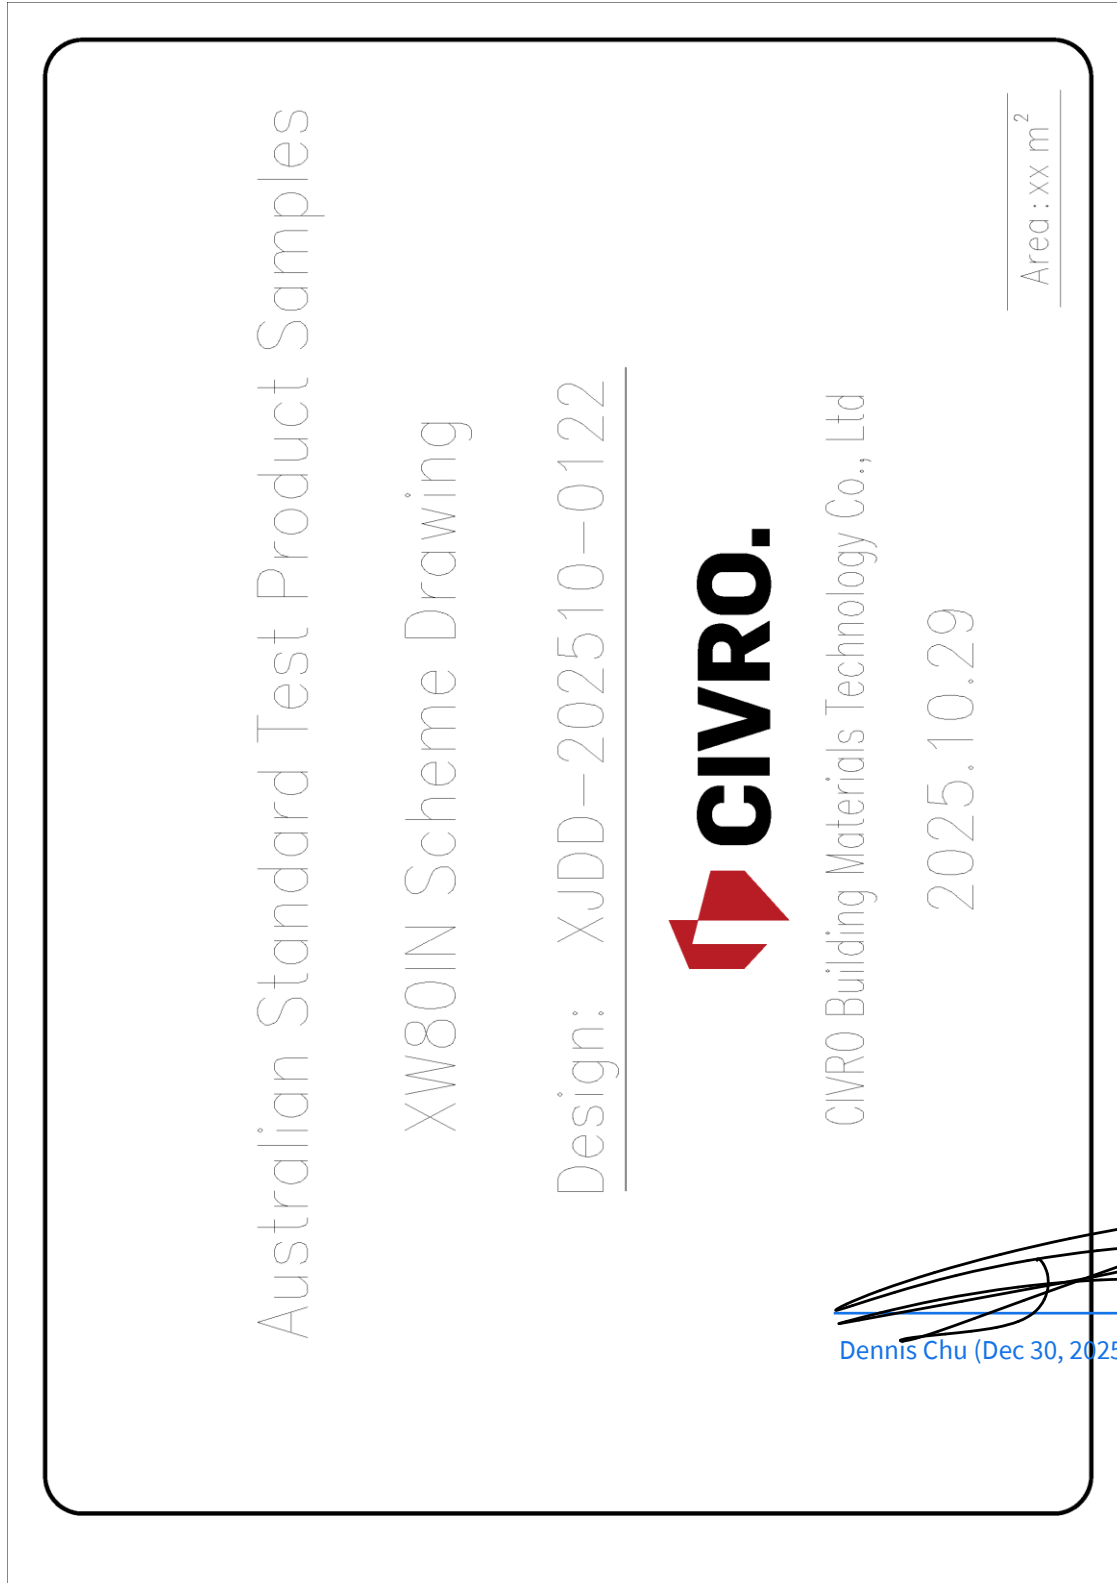 Australian Standard Test Product Samples
XW80IN Scheme Drawing
Design: XJDD-202510-0122
CIVRO.
CIVRO Building Materials Technology Co., Ltd
2025.10.29
Area : xx m²
Dennis Chu (Dec 30, 2025